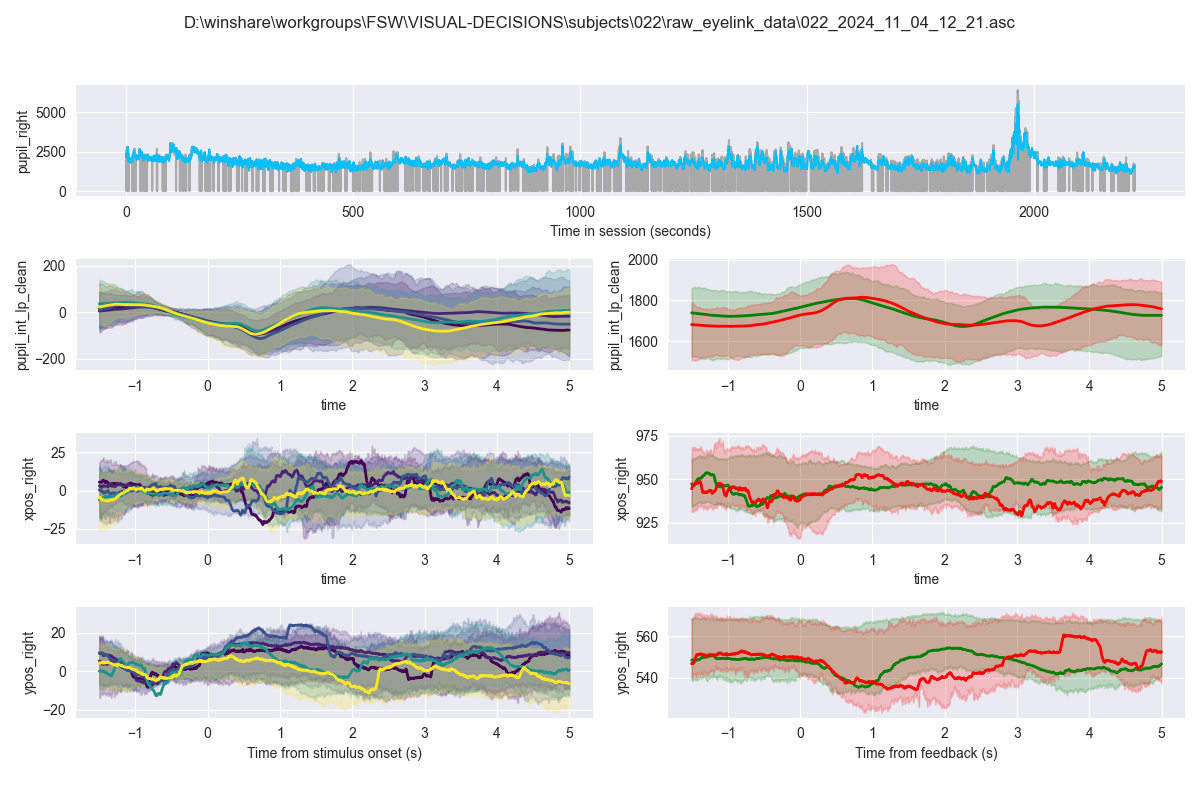 D:\winshare\workgroups\FSW\VISUAL-DECISIONS\subjects\022\raw_eyelink_data\022_2024_11_04_12_21.asc
pupil_right
5000
2500
0
0 500 1000 1500 2000
Time in session (seconds)
pupil_int_lp_clean
200
0
−200
−1 0 1 2 3 4 5
time
pupil_int_lp_clean
2000
1800
1600
−1 0 1 2 3 4 5
time
xpos_right
25
0
−25
−1 0 1 2 3 4 5
time
xpos_right
975
950
925
−1 0 1 2 3 4 5
time
ypos_right
20
0
−20
−1 0 1 2 3 4 5
Time from stimulus onset (s)
ypos_right
560
540
−1 0 1 2 3 4 5
Time from feedback (s)